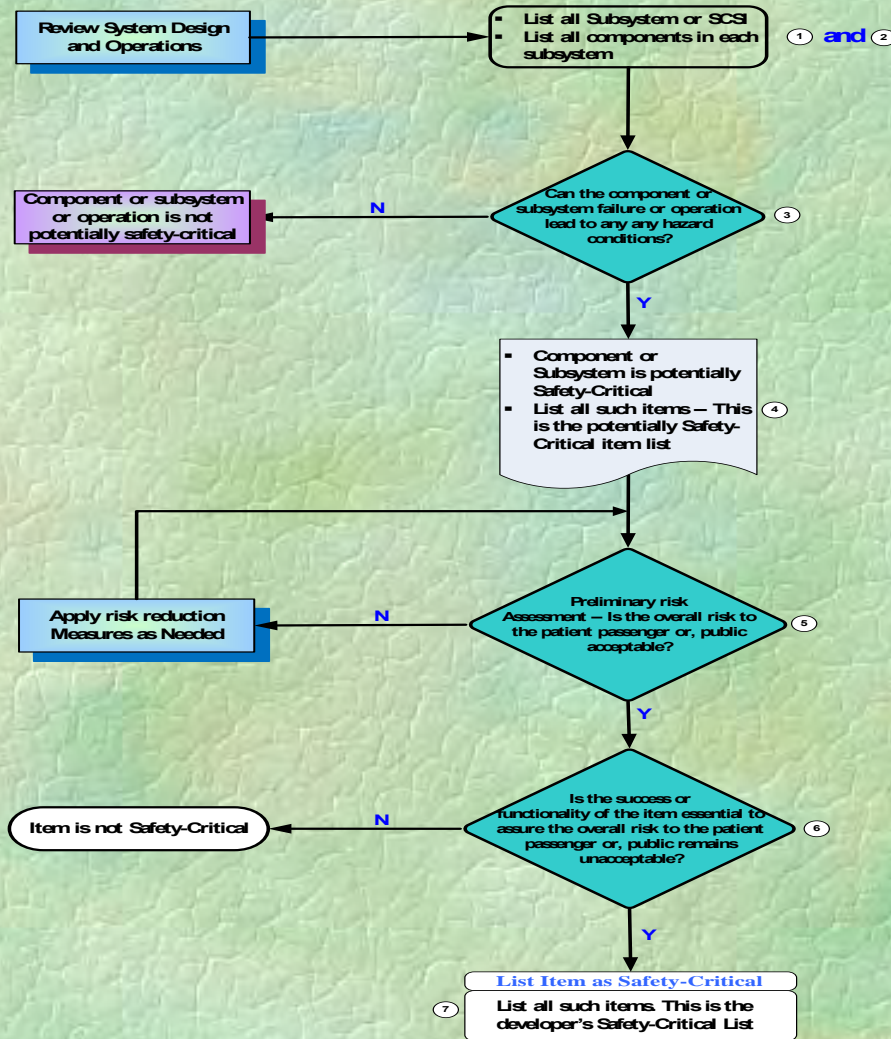 Review System Design
and Operations
▪ List all Subsystem or SCSI
▪ List all components in each
subsystem
1 and 2
Can the component or
subsystem failure or operation
lead to any any hazard
conditions?
3
N
Component or subsystem
or operation is not
potentially safety-critical
Y
▪ Component or
Subsystem is potentially
Safety-Critical
▪ List all such items – This
is the potentially Safety-
Critical item list
4
Preliminary risk
Assessment – Is the overall risk to
the patient passenger or, public
acceptable?
5
N
Apply risk reduction
Measures as Needed
Y
Is the success or
functionality of the item essential to
assure the overall risk to the patient
passenger or, public remains
unacceptable?
6
N
Item is not Safety-Critical
Y
List Item as Safety-Critical
7
List all such items. This is the
developer's Safety-Critical List